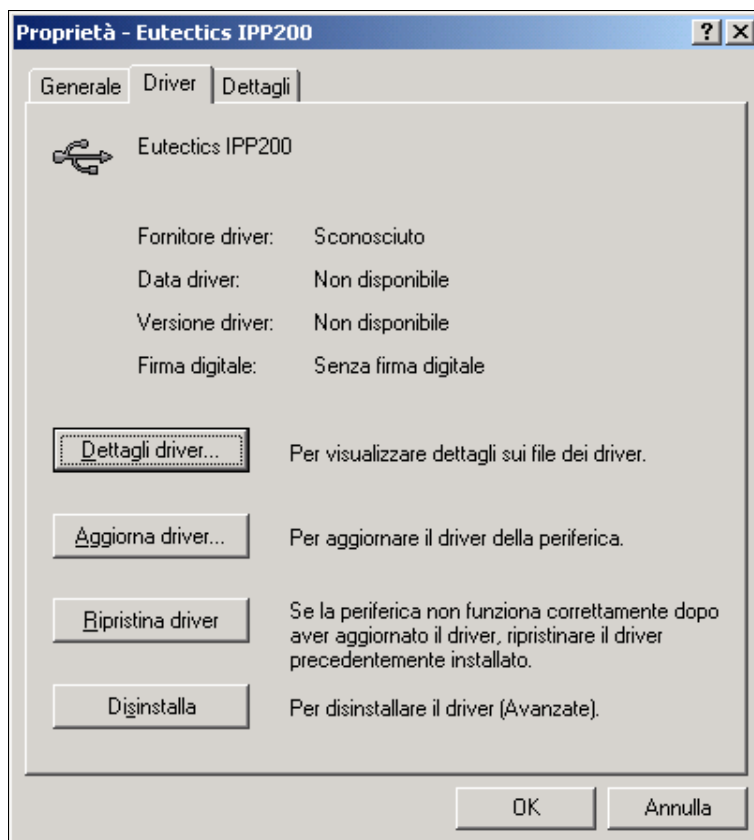 Proprietà - Eutectics IPP200
Generale Driver Dettagli
Eutectics IPP200
Fornitore driver: Sconosciuto
Data driver: Non disponibile
Versione driver: Non disponibile
Firma digitale: Senza firma digitale
Dettagli driver... Per visualizzare dettagli sui file dei driver.
Aggiorna driver... Per aggiornare il driver della periferica.
Ripristina driver Se la periferica non funziona correttamente dopo
aver aggiornato il driver, ripristinare il driver
precedentemente installato.
Disinstalla Per disinstallare il driver (Avanzate).
OK Annulla